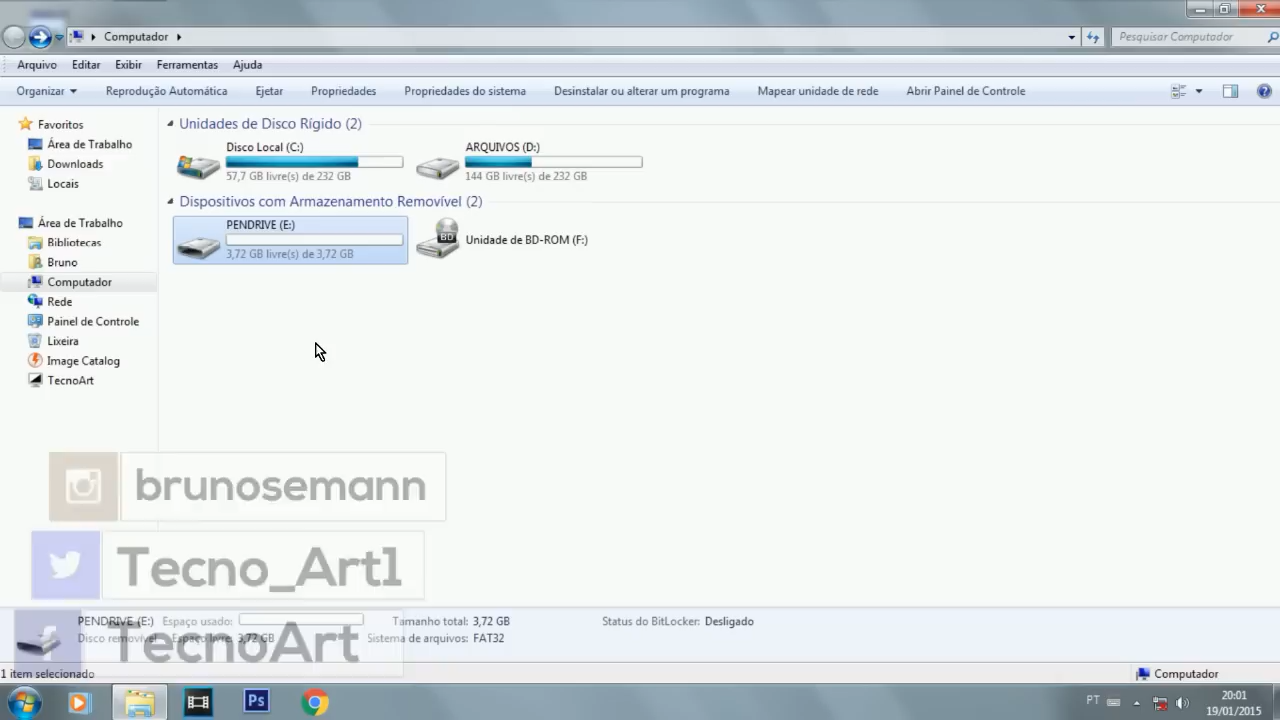 Computador
Pesquisar Computador
Arquivo Editar Exibir Ferramentas Ajuda
Organizar Reprodução Automática Ejetar Propriedades Propriedades do sistema Desinstalar ou alterar um programa Mapear unidade de rede Abrir Painel de Controle
Favoritos
Área de Trabalho
Downloads
Locais
Área de Trabalho
Bibliotecas
Bruno
Computador
Rede
Painel de Controle
Lixeira
Image Catalog
TecnoArt
Unidades de Disco Rígido (2)
Disco Local (C:)
57,7 GB livre(s) de 232 GB
ARQUIVOS (D:)
144 GB livre(s) de 232 GB
Dispositivos com Armazenamento Removível (2)
PENDRIVE (E:)
3,72 GB livre(s) de 3,72 GB
BD
Unidade de BD-ROM (F:)
brunosemann
Tecno_Art1
TecnoArt
PENDRIVE (E:) Espaço usado: Tamanho total: 3,72 GB Status do BitLocker: Desligado
Disco removível Espaço livre: 3,72 GB Sistema de arquivos: FAT32
1 item selecionado
Computador
Ps
PT
20:01
19/01/2015